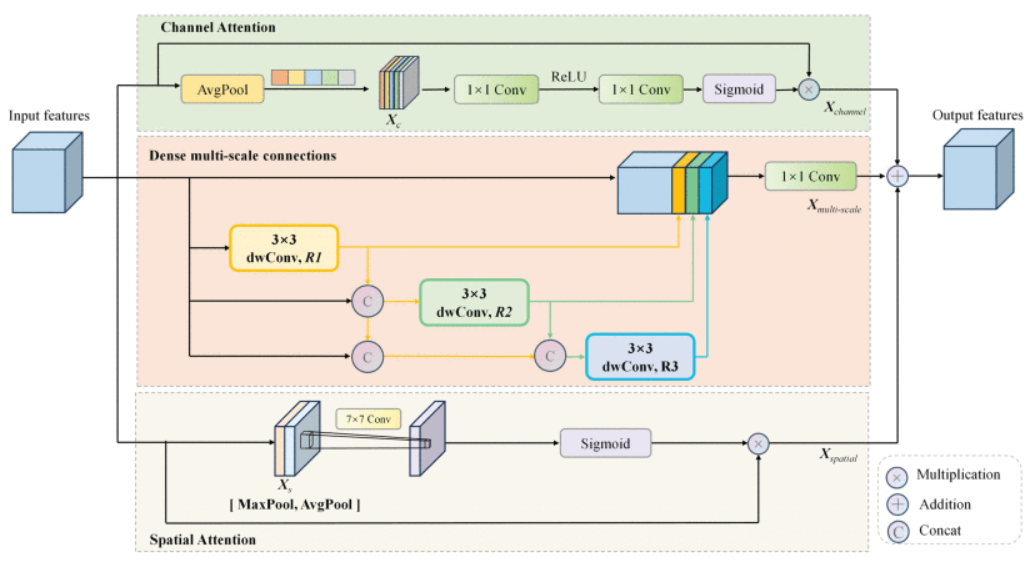 Channel Attention
AvgPool
X_c
1×1 Conv
ReLU
1×1 Conv
Sigmoid
×
X_channel
Input features
Output features
Dense multi-scale connections
1×1 Conv
X_multi-scale
+
3×3
dwConv, R1
C
3×3
dwConv, R2
C
C
3×3
dwConv, R3
7×7 Conv
X_s
[ MaxPool, AvgPool ]
Sigmoid
×
X_spatial
Spatial Attention
× Multiplication
+ Addition
C Concat